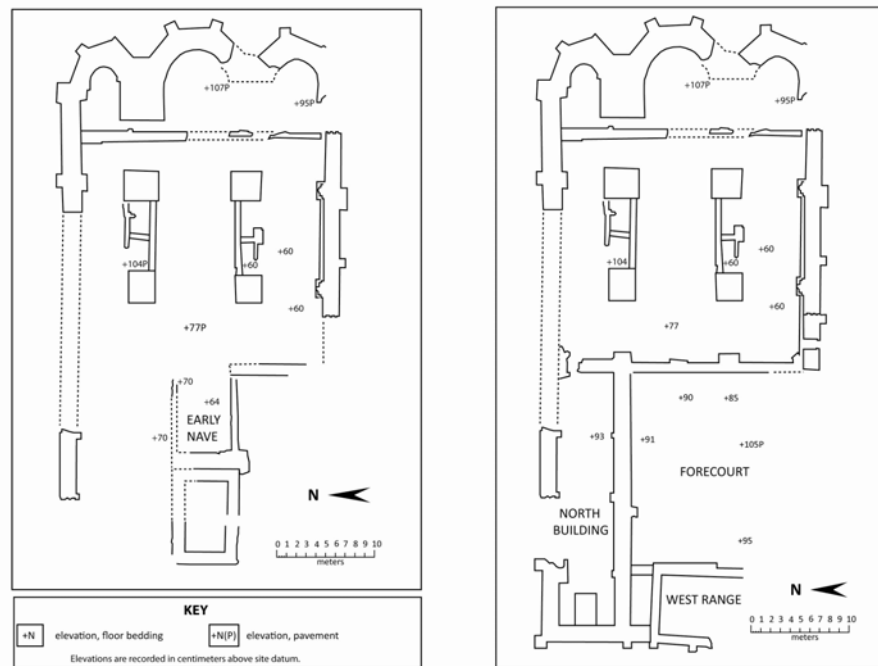 +107P
+95P
+60
+104P
+60
+60
+77P
+70
+64
EARLY
NAVE
+70
N
0 1 2 3 4 5 6 7 8 9 10
meters
KEY
+N elevation, floor bedding +N(P) elevation, pavement
Elevations are recorded in centimeters above site datum.
+107P
+95P
+60
+104
+60
+60
+77
+90 +85
+93 +91
+105P
FORECOURT
NORTH
BUILDING
+95
N
WEST RANGE
0 1 2 3 4 5 6 7 8 9 10
meters